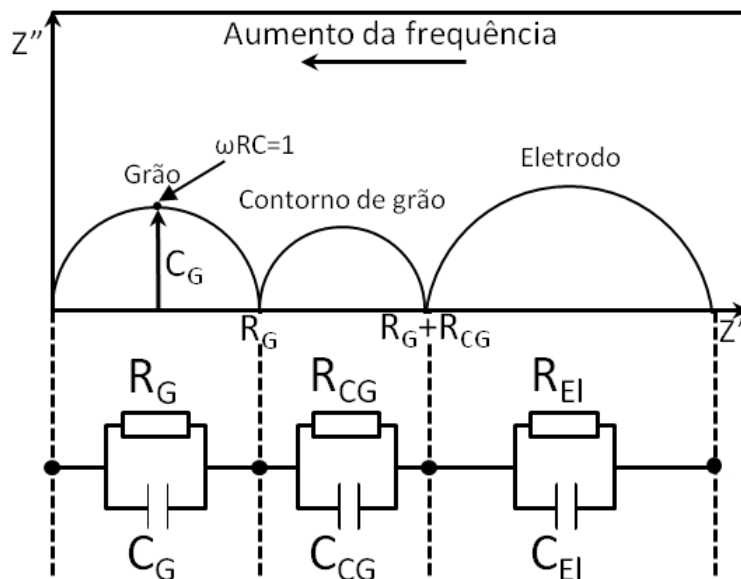 Z"
Aumento da frequência
ωRC=1
Grão
Eletrodo
Contorno de grão
C_G
R_G
R_G+R_CG
Z'
R_G
R_CG
R_El
C_G
C_CG
C_El